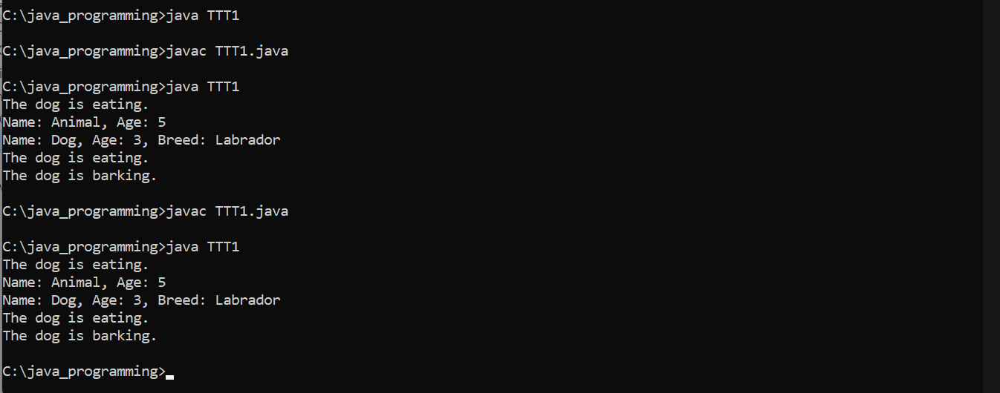 C:\java_programming>java TTT1
C:\java_programming>javac TTT1.java
C:\java_programming>java TTT1
The dog is eating.
Name: Animal, Age: 5
Name: Dog, Age: 3, Breed: Labrador
The dog is eating.
The dog is barking.
C:\java_programming>javac TTT1.java
C:\java_programming>java TTT1
The dog is eating.
Name: Animal, Age: 5
Name: Dog, Age: 3, Breed: Labrador
The dog is eating.
The dog is barking.
C:\java_programming>